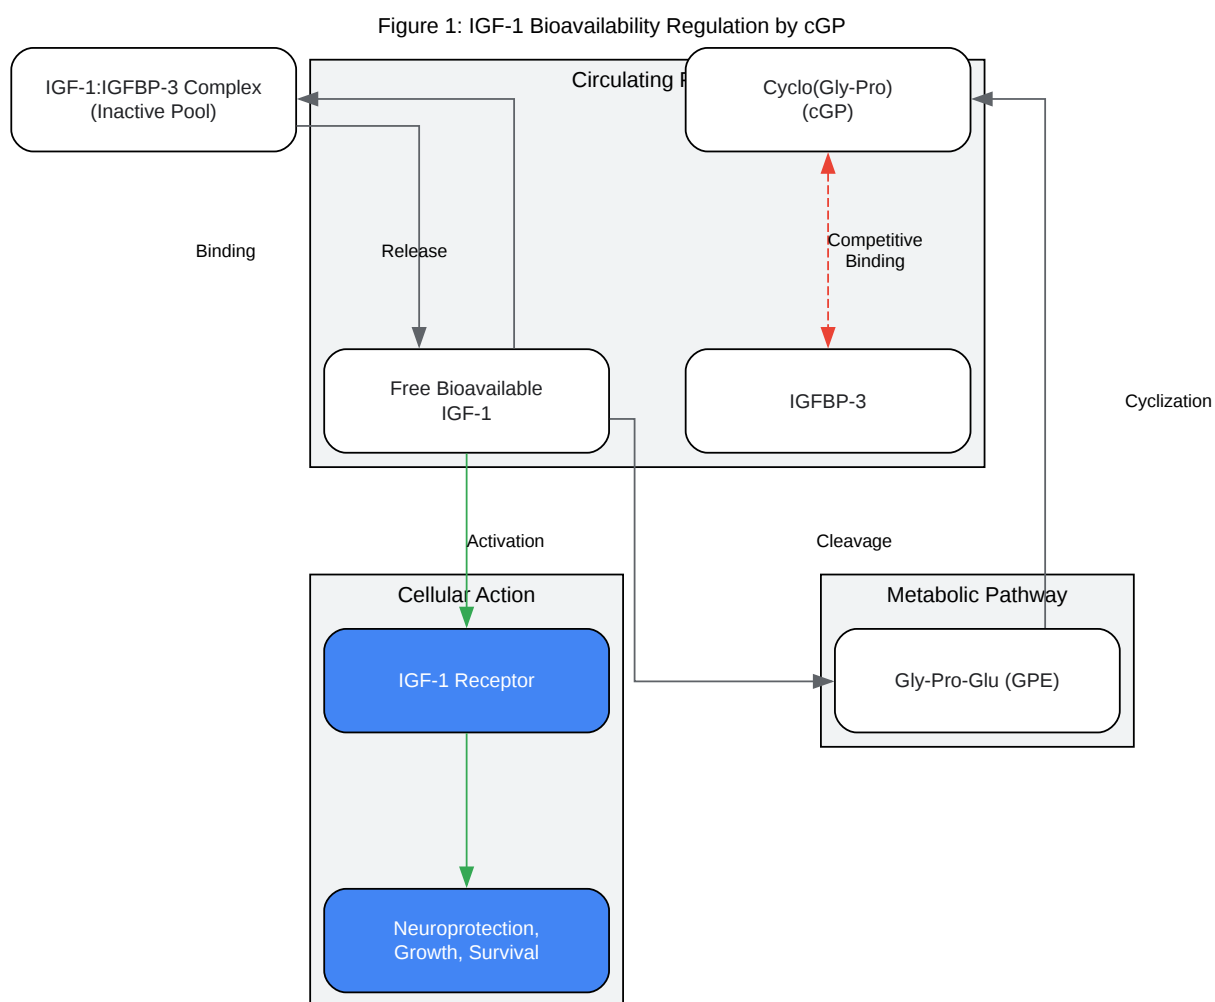 Figure 1: IGF-1 Bioavailability Regulation by cGP
IGF-1:IGFBP-3 Complex
(Inactive Pool)
Circulating
Cyclo(Gly-Pro)
(cGP)
Binding
Release
Competitive
Binding
Free Bioavailable
IGF-1
IGFBP-3
Cyclization
Activation
Cleavage
Cellular Action
Metabolic Pathway
IGF-1 Receptor
Gly-Pro-Glu (GPE)
Neuroprotection,
Growth, Survival